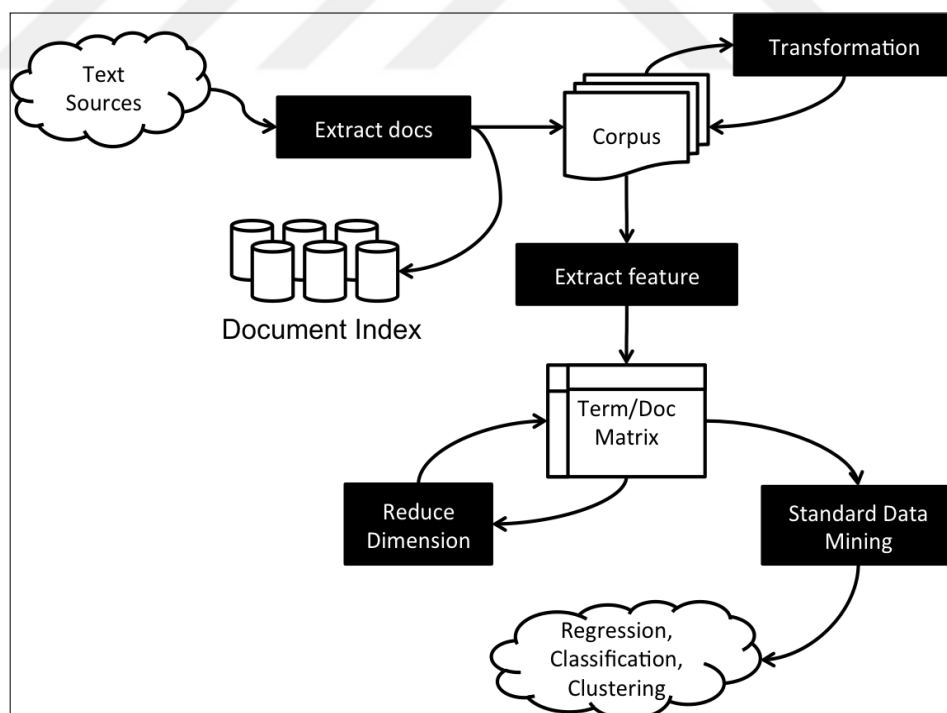 Text
Sources
Transformation
Extract docs
Corpus
Extract feature
Document Index
Term/Doc
Matrix
Reduce
Dimension
Standard Data
Mining
Regression,
Classification,
Clustering